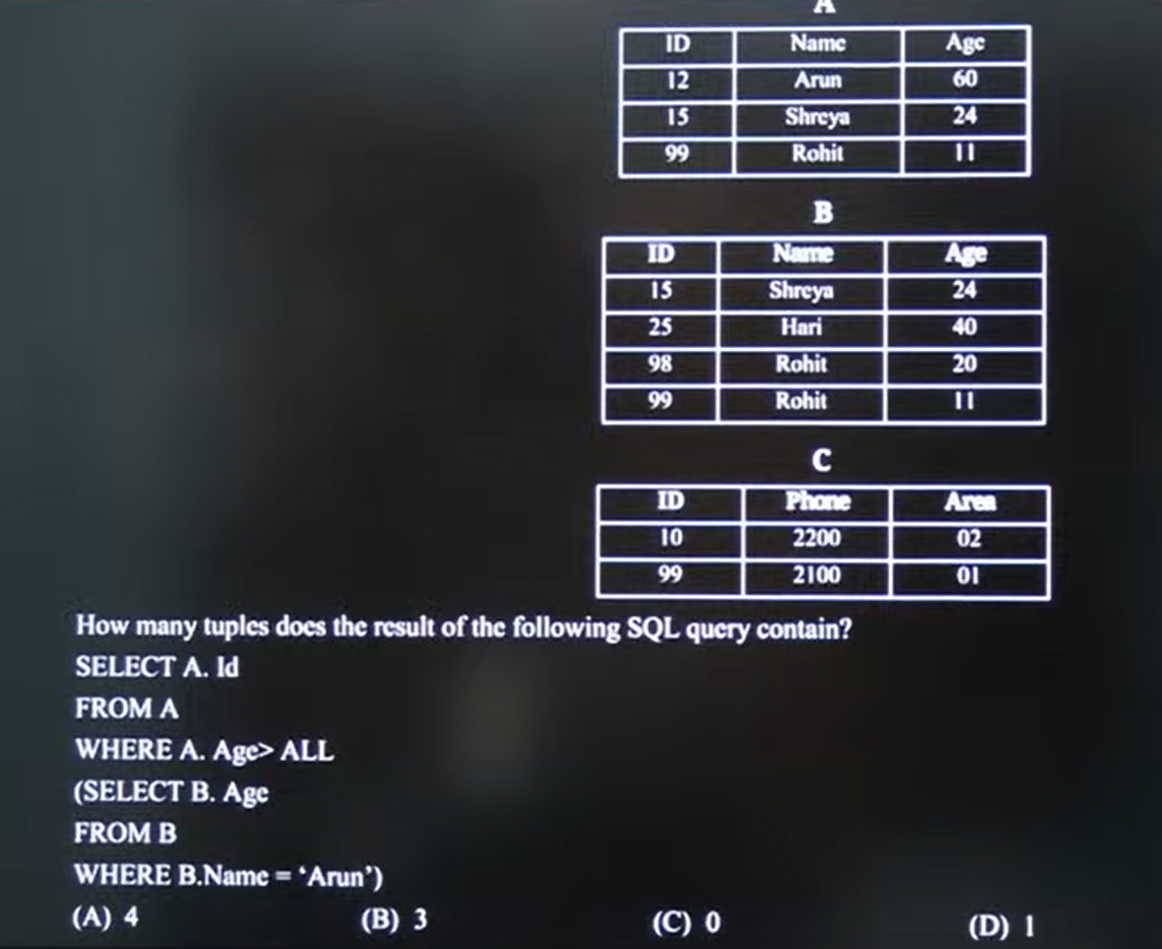 A
ID Name Age
12 Arun 60
15 Shreya 24
99 Rohit 11
B
ID Name Age
15 Shreya 24
25 Hari 40
98 Rohit 20
99 Rohit 11
C
ID Phone Area
10 2200 02
99 2100 01
How many tuples does the result of the following SQL query contain?
SELECT A. Id
FROM A
WHERE A. Age> ALL
(SELECT B. Age
FROM B
WHERE B.Name = ‘Arun’)
(A) 4 (B) 3 (C) 0 (D) 1